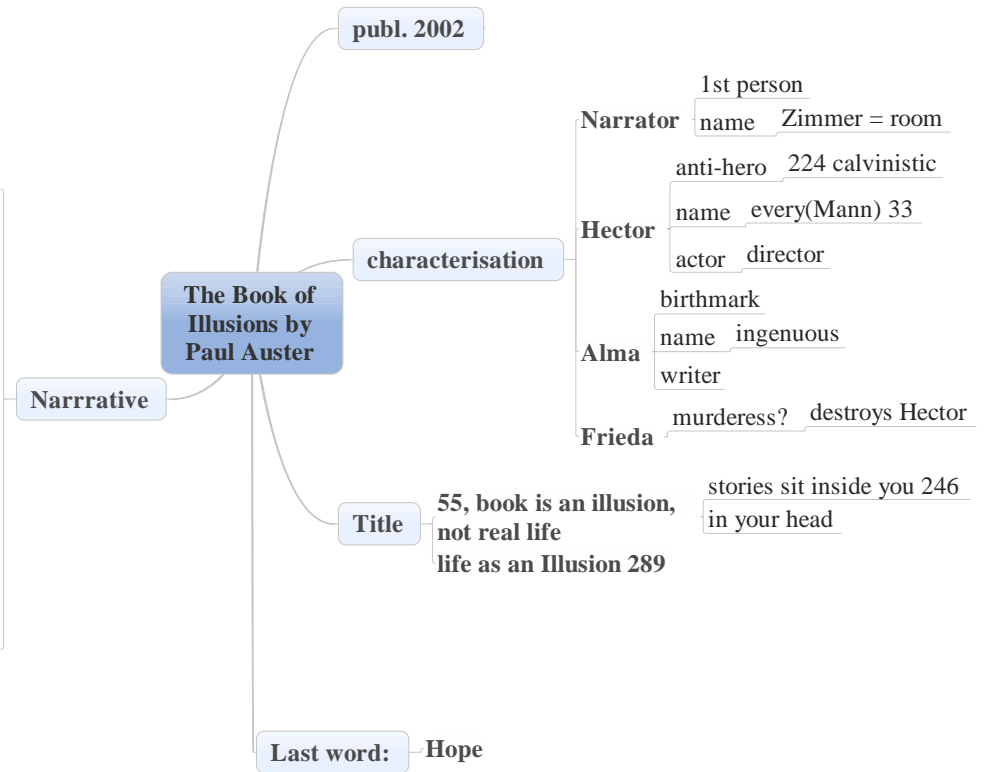 publ. 2002
The Book of
Illusions by
Paul Auster
characterisation
Narrator
1st person
name
Zimmer = room
Hector
anti-hero
224 calvinistic
name
every(Mann) 33
actor
director
Alma
birthmark
name
ingenuous
writer
Frieda
murderess?
destroys Hector
Narrrative
Title
55, book is an illusion,
not real life
stories sit inside you 246
in your head
life as an Illusion 289
Last word:
Hope